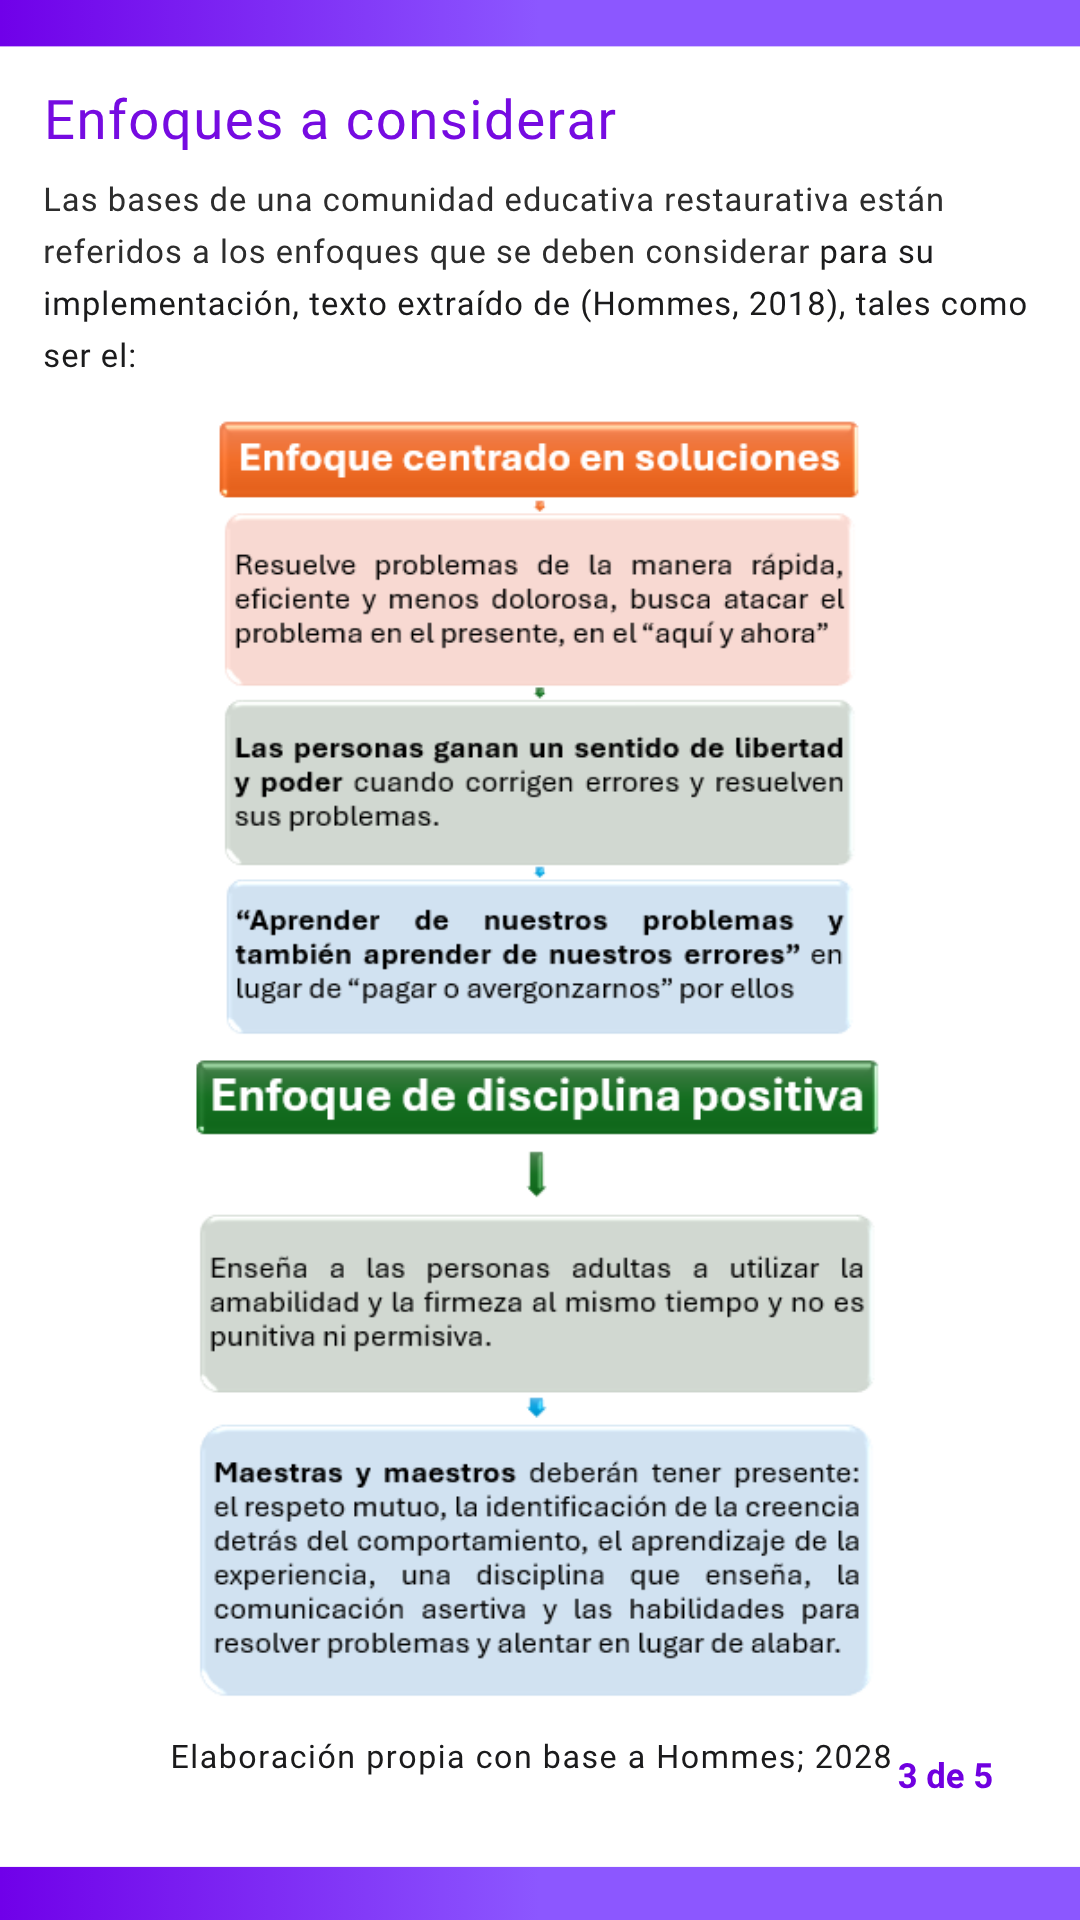 Enfoques a considerar
Las bases de una comunidad educativa restaurativa están
referidos a los enfoques que se deben considerar para su
implementación, texto extraído de (Hommes, 2018), tales como
ser el:
Enfoque centrado en soluciones
Resuelve problemas de la manera rápida,
eficiente y menos dolorosa, busca atacar el
problema en el presente, en el “aquí y ahora”
Las personas ganan un sentido de libertad
y poder cuando corrigen errores y resuelven
sus problemas.
“Aprender de nuestros problemas y
también aprender de nuestros errores” en
lugar de “pagar o avergonzarnos” por ellos
Enfoque de disciplina positiva
Enseña a las personas adultas a utilizar la
amabilidad y la firmeza al mismo tiempo y no es
punitiva ni permisiva.
Maestras y maestros deberán tener presente:
el respeto mutuo, la identificación de la creencia
detrás del comportamiento, el aprendizaje de la
experiencia, una disciplina que enseña, la
comunicación asertiva y las habilidades para
resolver problemas y alentar en lugar de alabar.
Elaboración propia con base a Hommes; 2028
3 de 5